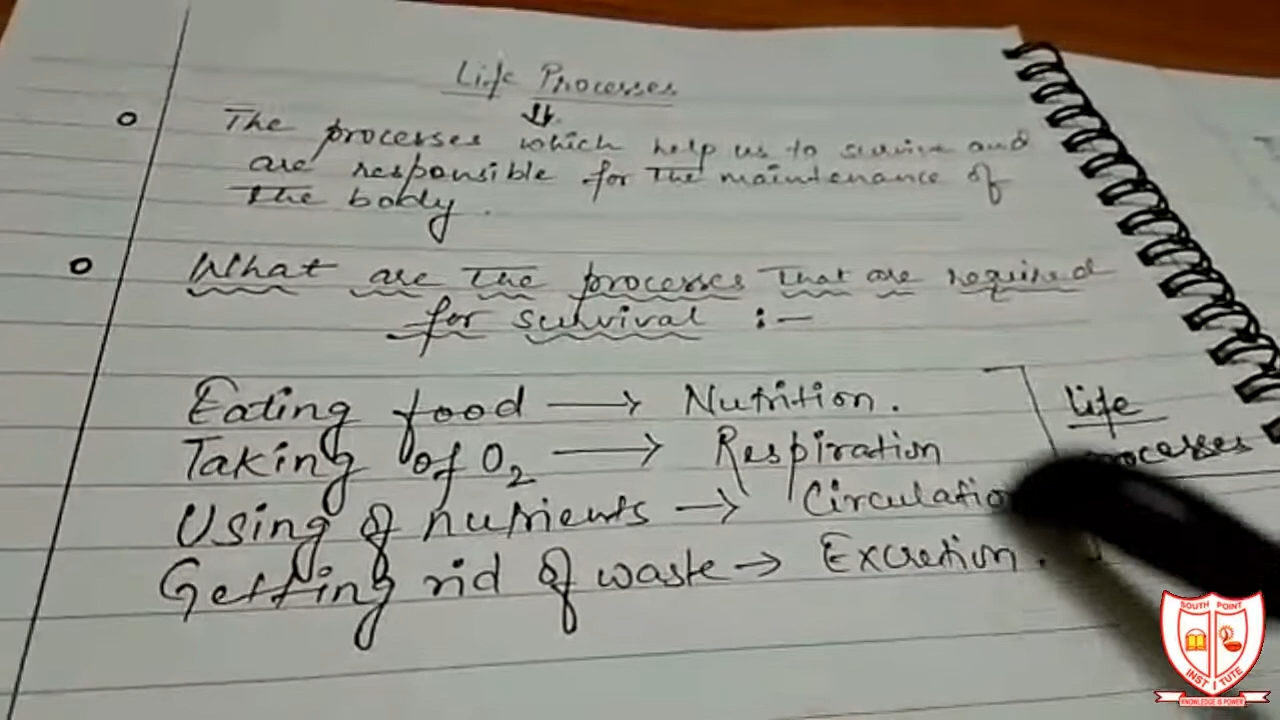 Life Processes
The processes which help us to survive and
are responsible for The maintenance of
The body.
What are The processes That are required
for survival :-
Eating food → Nutrition.
Taking of O₂ → Respiration
Using of nutrients → Circulation
Getting rid of waste → Excretion.
Life
Processes
SOUTH POINT
INSTITUTE
KNOWLEDGE IS POWER